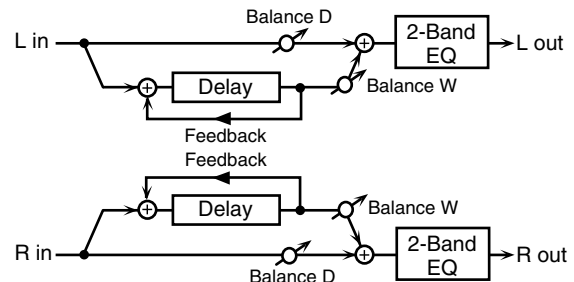 Balance D
L in
2-Band
EQ
L out
Delay
Balance W
Feedback
Feedback
Delay
Balance W
R in
2-Band
EQ
R out
Balance D